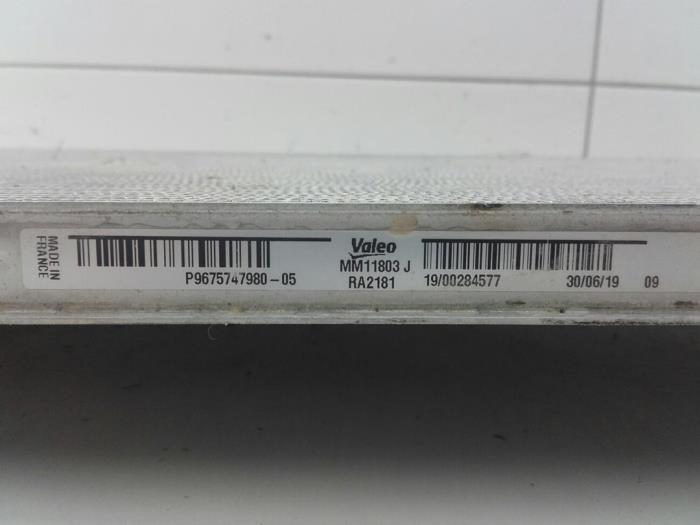 MADE IN
FRANCE
P9675747980-05
Valeo
MM11803 J
RA2181
19/00284577
30/06/19 09